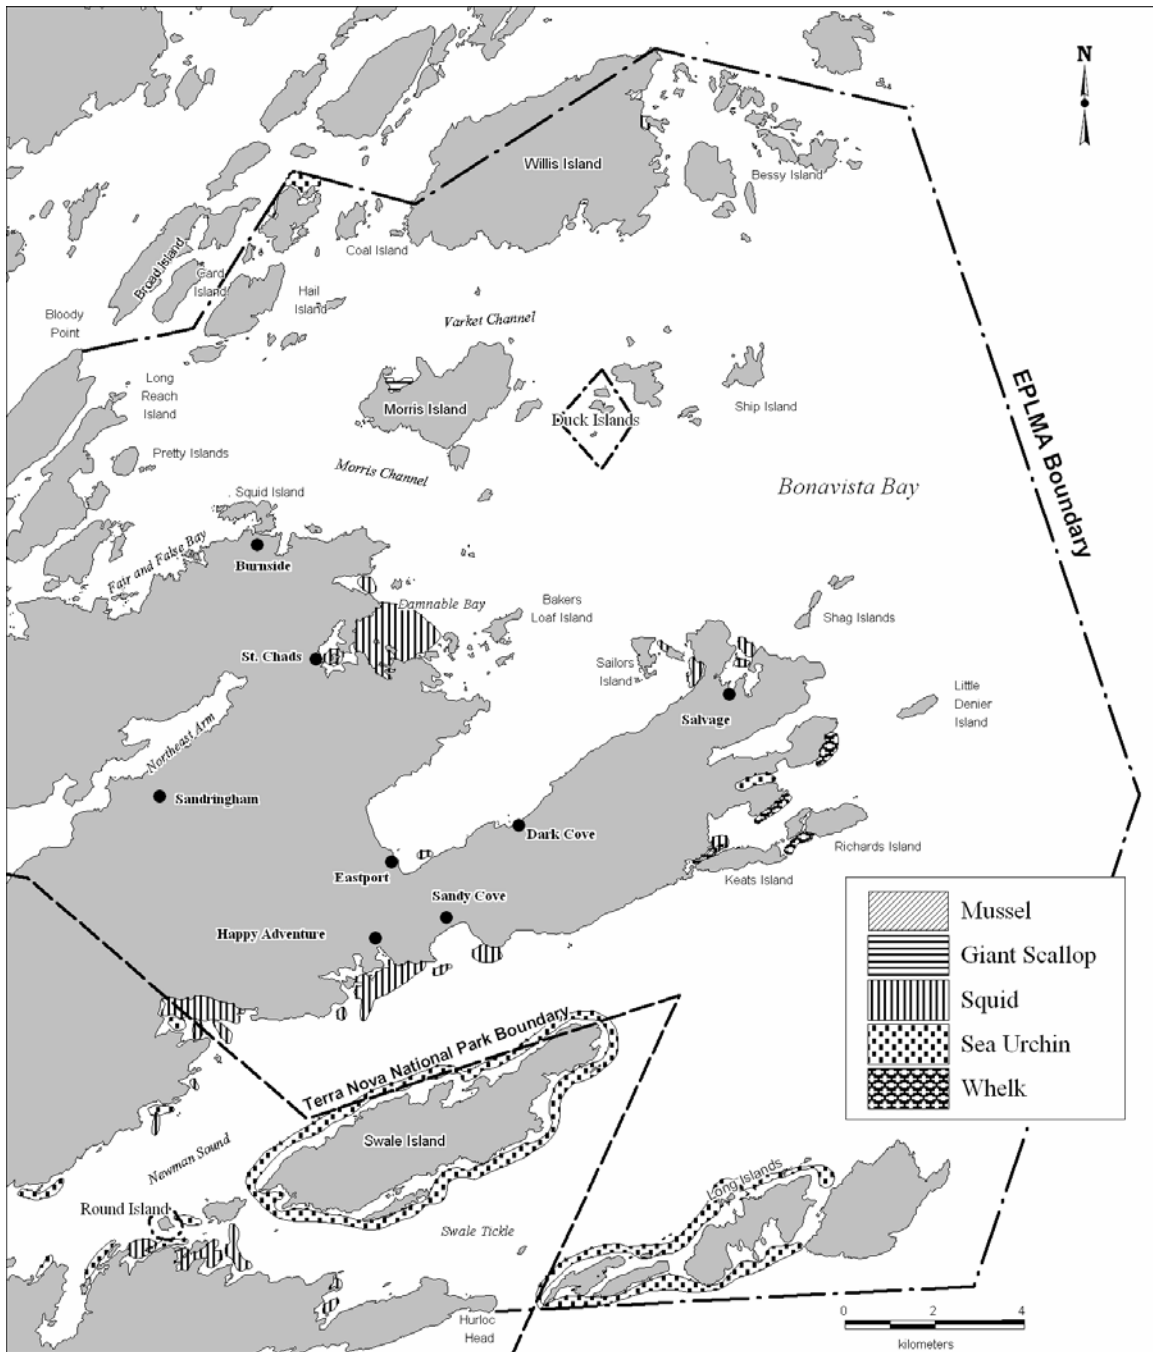 N
Willis Island
Bessy Island
Coal Island
Broad Island
Card
Island
Hail
Island
Bloody
Point
Varket Channel
Long
Reach
Island
Morris Island
Duck Islands
Ship Island
EPLMA Boundary
Pretty Islands
Morris Channel
Bonavista Bay
Squid Island
Fair and False Bay
Burnside
Damnable Bay
Bakers
Loaf Island
Shag Islands
St. Chads
Sailors
Island
Salvage
Little
Denier
Island
Northeast Arm
Sandringham
Dark Cove
Richards Island
Eastport
Keats Island
Sandy Cove
Happy Adventure
Mussel
Giant Scallop
Squid
Sea Urchin
Whelk
Terra Nova National Park Boundary
Swale Island
Newman Sound
Long Islands
Round Island
Swale Tickle
Hurloc
Head
0 2 4
kilometers